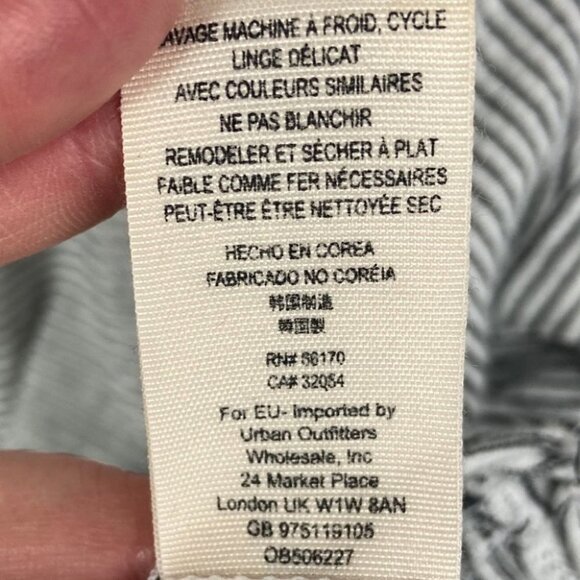 LAVAGE MACHINE À FROID, CYCLE
LINGE DÉLICAT
AVEC COULEURS SIMILAIRES
NE PAS BLANCHIR
REMODELER ET SÉCHER À PLAT
FAIBLE COMME FER NÉCESSAIRES
PEUT-ÊTRE ÊTRE NETTOYÉE SEC
HECHO EN COREA
FABRICADO NO CORÉIA
韩国制造
韓国製
RN# 66170
CA# 32054
For EU- Imported by
Urban Outfitters
Wholesale, Inc
24 Market Place
London UK W1W 8AN
GB 975119105
OB506227